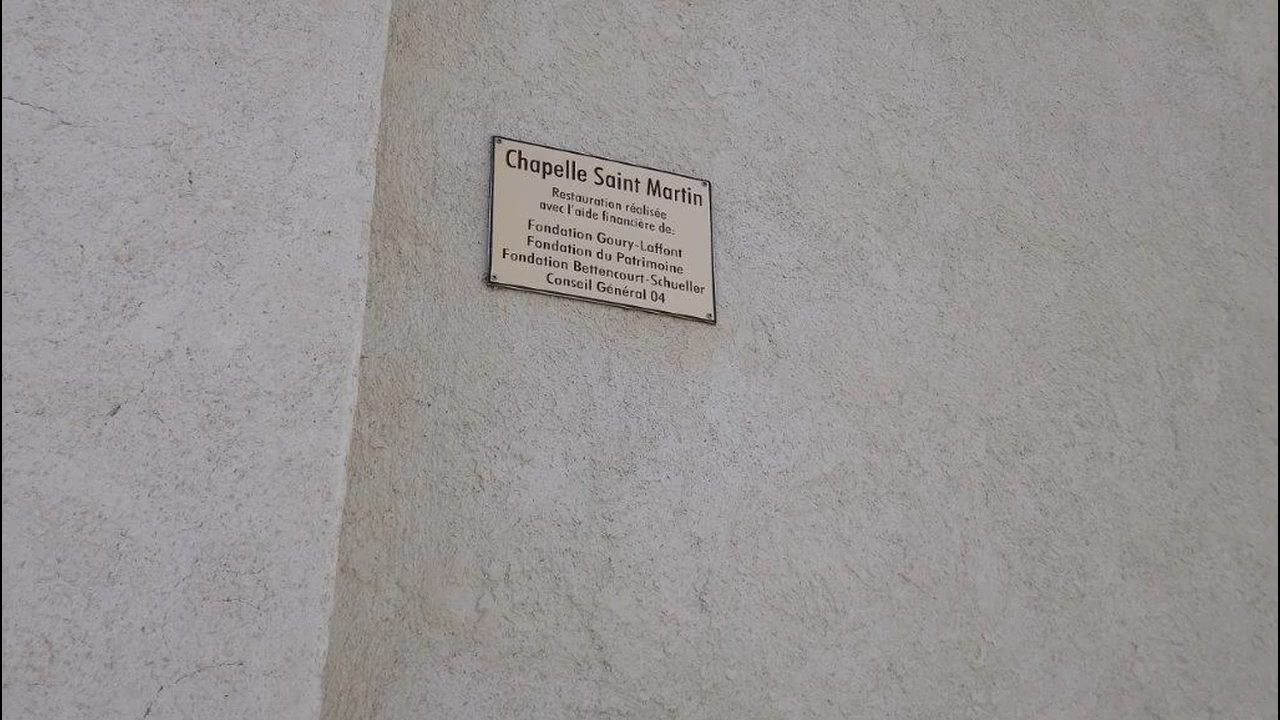 Chapelle Saint Martin
Restauration réalisée
avec l'aide financière de:
Fondation Goury-Laffont
Fondation du Patrimoine
Fondation Bettencourt-Schueller
Conseil Général 04